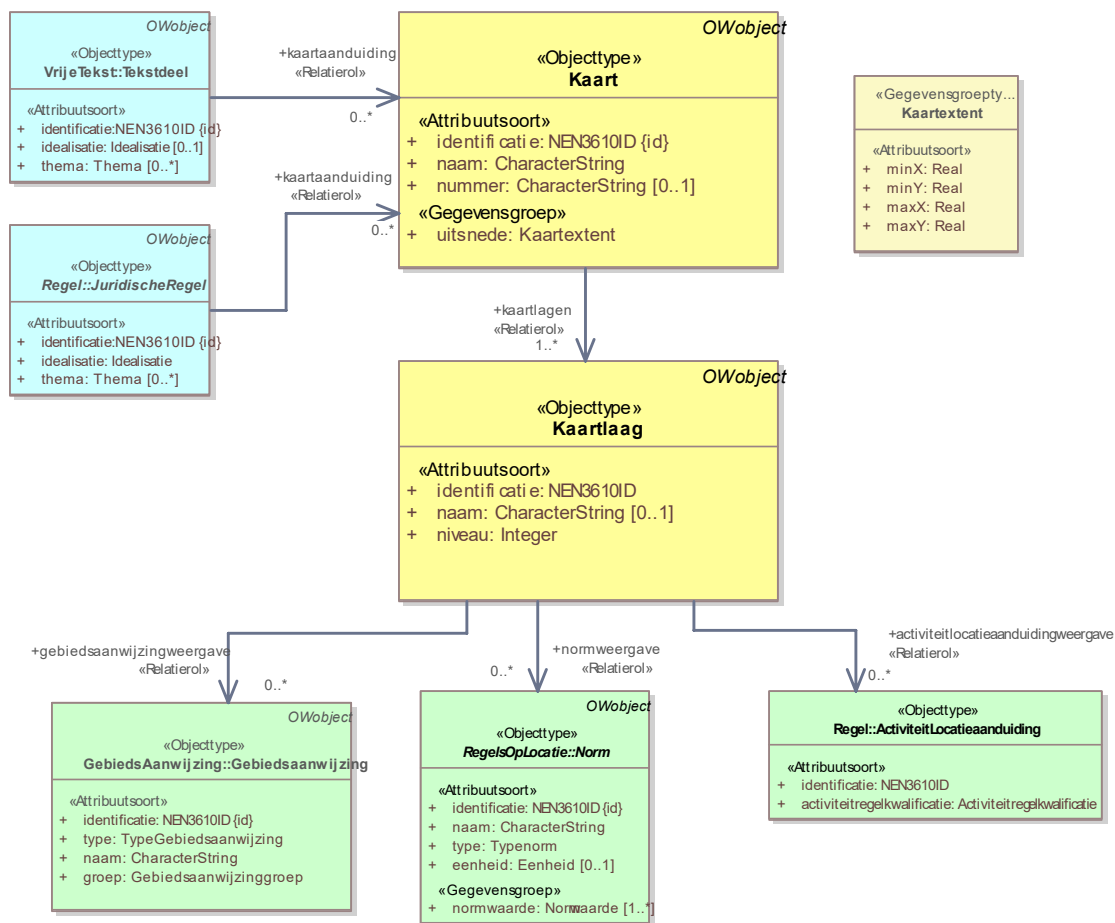 OWobject
«Objecttype»
VrijeTekst::Tekstdeel
«Attribuutsoort»
+ identificatie:NEN3610ID {id}
+ idealisatie: Idealisatie [0..1]
+ thema: Thema [0..*]
+kaartaanduiding
«Relatierol»
0..*
OWobject
«Objecttype»
Kaart
«Attribuutsoort»
+ identificatie: NEN3610ID {id}
+ naam: CharacterString
+ nummer: CharacterString [0..1]
«Gegevensgroep»
+ uitsnede: Kaartextent
«Gegevensgroepty...
Kaartextent
«Attribuutsoort»
+ minX: Real
+ minY: Real
+ maxX: Real
+ maxY: Real
+kaartaanduiding
«Relatierol»
0..*
OWobject
«Objecttype»
Regel::JuridischeRegel
«Attribuutsoort»
+ identificatie:NEN3610ID {id}
+ idealisatie: Idealisatie
+ thema: Thema [0..*]
+kaartlagen
«Relatierol»
1..*
OWobject
«Objecttype»
Kaartlaag
«Attribuutsoort»
+ identificatie: NEN3610ID
+ naam: CharacterString [0..1]
+ niveau: Integer
+gebiedsaanwijzingweergave
«Relatierol»
0..*
+normweergave
«Relatierol»
0..*
+activiteitlocatieaanduidingweergave
«Relatierol»
0..*
OWobject
«Objecttype»
GebiedsAanwijzing::Gebiedsaanwijzing
«Attribuutsoort»
+ identificatie: NEN3610ID {id}
+ type: TypeGebiedsaanwijzing
+ naam: CharacterString
+ groep: Gebiedsaanwijzinggroep
OWobject
«Objecttype»
RegelsOpLocatie::Norm
«Attribuutsoort»
+ identificatie: NEN3610ID {id}
+ naam: CharacterString
+ type: Typenorm
+ eenheid: Eenheid [0..1]
«Gegevensgroep»
+ normwaarde: Normwaarde [1..*]
«Objecttype»
Regel::ActiviteitLocatieaanduiding
«Attribuutsoort»
+ identificatie: NEN3610ID
+ activiteitregelkwalificatie: Activiteitregelkwalificatie